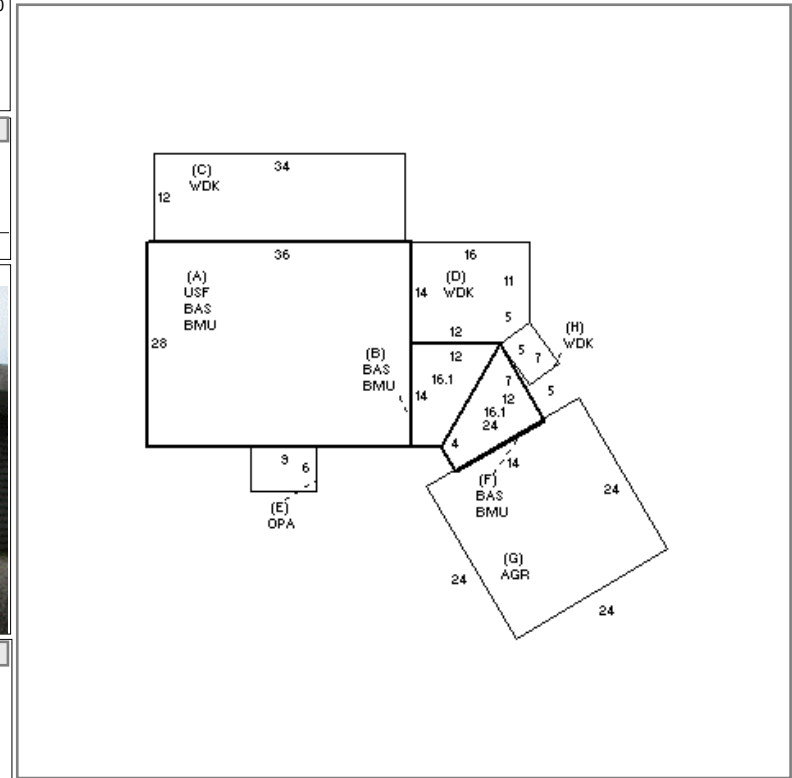 34
(C)
WDK
12
36
16
(A)
USF
BAS
BMU
(D)
WDK
11
14
5
28
12
(H)
WDK
(B)
BAS
BMU
12
5
7
16.1
7
14
12
5
16.1
24
4
9
6
14
(F)
BAS
BMU
24
(E)
OPA
(G)
AGR
24
24